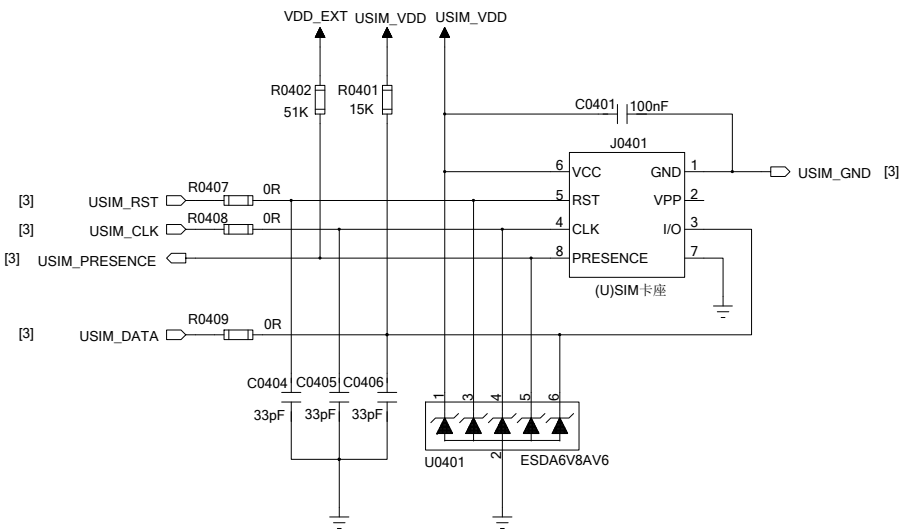 VDD_EXT USIM_VDD USIM_VDD
R0402 R0401
51K 15K
C0401 100nF
J0401
6 VCC GND 1 USIM_GND [3]
[3] USIM_RST R0407 0R 5 RST VPP 2
[3] USIM_CLK R0408 0R 4 CLK I/O 3
[3] USIM_PRESENCE 8 PRESENCE 7
(U)SIM卡座
[3] USIM_DATA R0409 0R
C0404 C0405 C0406
33pF 33pF 33pF
1 3 4 5 6
2
U0401 ESDA6V8AV6